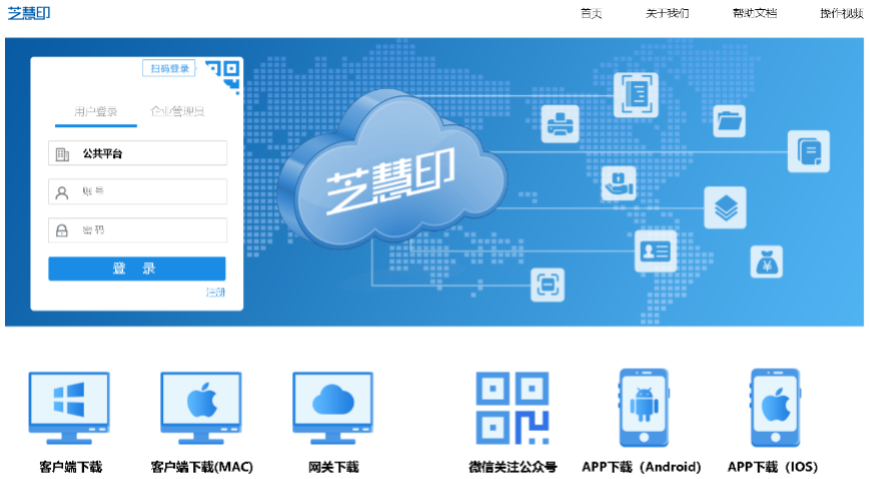 芝慧印
首页 关于我们 帮助文档 操作视频
扫码登录
用户登录 企业管理员
公共平台
账号
密码
登 录
注册
芝慧印
客户端下载 客户端下载(MAC) 网关下载 微信关注公众号 APP下载（Android） APP下载（IOS）